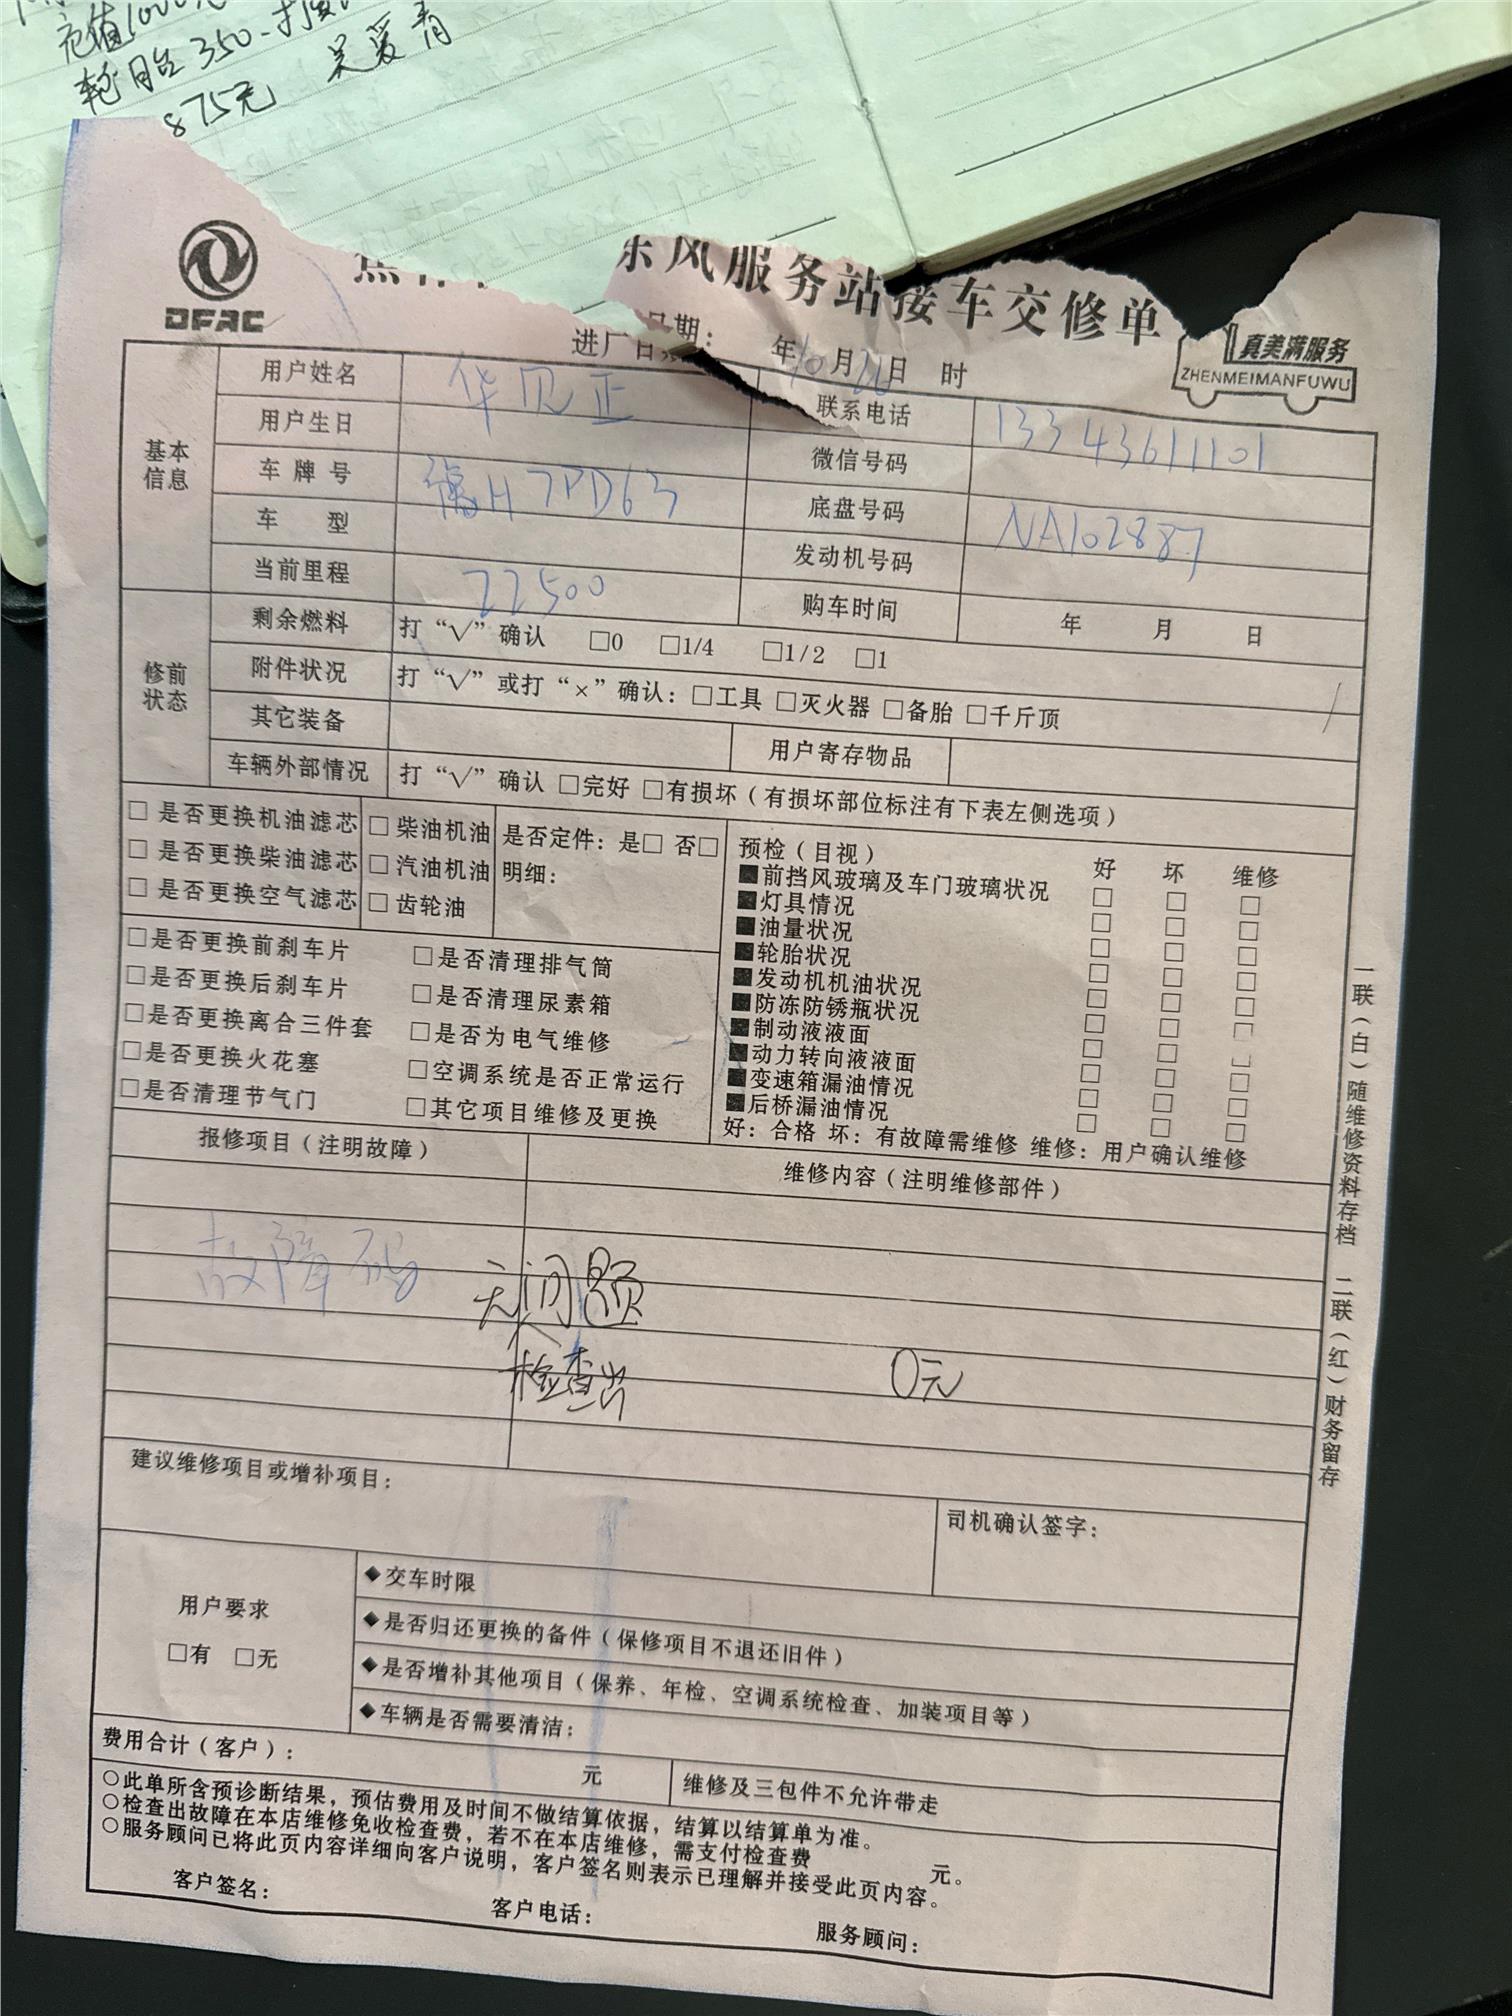 充值1000元
轮胎 350-
875元 吴爱青
DFAC
东风服务站接车交修单
真美满服务
ZHENMEIMANFUWU
进厂日期： 年10月26日 时
基本信息
用户姓名 华见正 联系电话 13343611101
用户生日 微信号码
车牌号 H7PD63 底盘号码 NA102887
车 型 发动机号码
当前里程 22500 购车时间 年 月 日
修前状态
剩余燃料 打“√”确认 □0 □1/4 □1/2 □1
附件状况 打“√”或打“×”确认：□工具 □灭火器 □备胎 □千斤顶
其它装备 用户寄存物品
车辆外部情况 打“√”确认 □完好 □有损坏（有损坏部位标注有下表左侧选项）
□ 是否更换机油滤芯 □ 柴油机油 是否定件：是□ 否□
□ 是否更换柴油滤芯 □ 汽油机油 明细：
□ 是否更换空气滤芯 □ 齿轮油
□是否更换前刹车片 □是否清理排气筒
□是否更换后刹车片 □是否清理尿素箱
□是否更换离合三件套 □是否为电气维修
□是否更换火花塞 □空调系统是否正常运行
□是否清理节气门 □其它项目维修及更换
预检（目视） 好 坏 维修
■前挡风玻璃及车门玻璃状况 □ □ □
■灯具情况 □ □ □
■油量状况 □ □ □
■轮胎状况 □ □ □
■发动机机油状况 □ □ □
■防冻防锈瓶状况 □ □ □
■制动液液面 □ □ □
■动力转向液液面 □ □ □
■变速箱漏油情况 □ □ □
■后桥漏油情况 □ □ □
好：合格 坏：有故障需维修 维修：用户确认维修
报修项目（注明故障） 维修内容（注明维修部件）
故障码 无问题
检查 0元
建议维修项目或增补项目：
司机确认签字：
用户要求
□有 □无
◆交车时限
◆是否归还更换的备件（保修项目不退还旧件）
◆是否增补其他项目（保养、年检、空调系统检查、加装项目等）
◆车辆是否需要清洁：
费用合计（客户）： 元 维修及三包件不允许带走
○此单所含预诊断结果，预估费用及时间不做结算依据，结算以结算单为准。
○检查出故障在本店维修免收检查费，若不在本店维修，需支付检查费 元。
○服务顾问已将此页内容详细向客户说明，客户签名则表示已理解并接受此页内容。
客户签名： 客户电话： 服务顾问：
一联（白）随维修资料存档 二联（红）财务留存